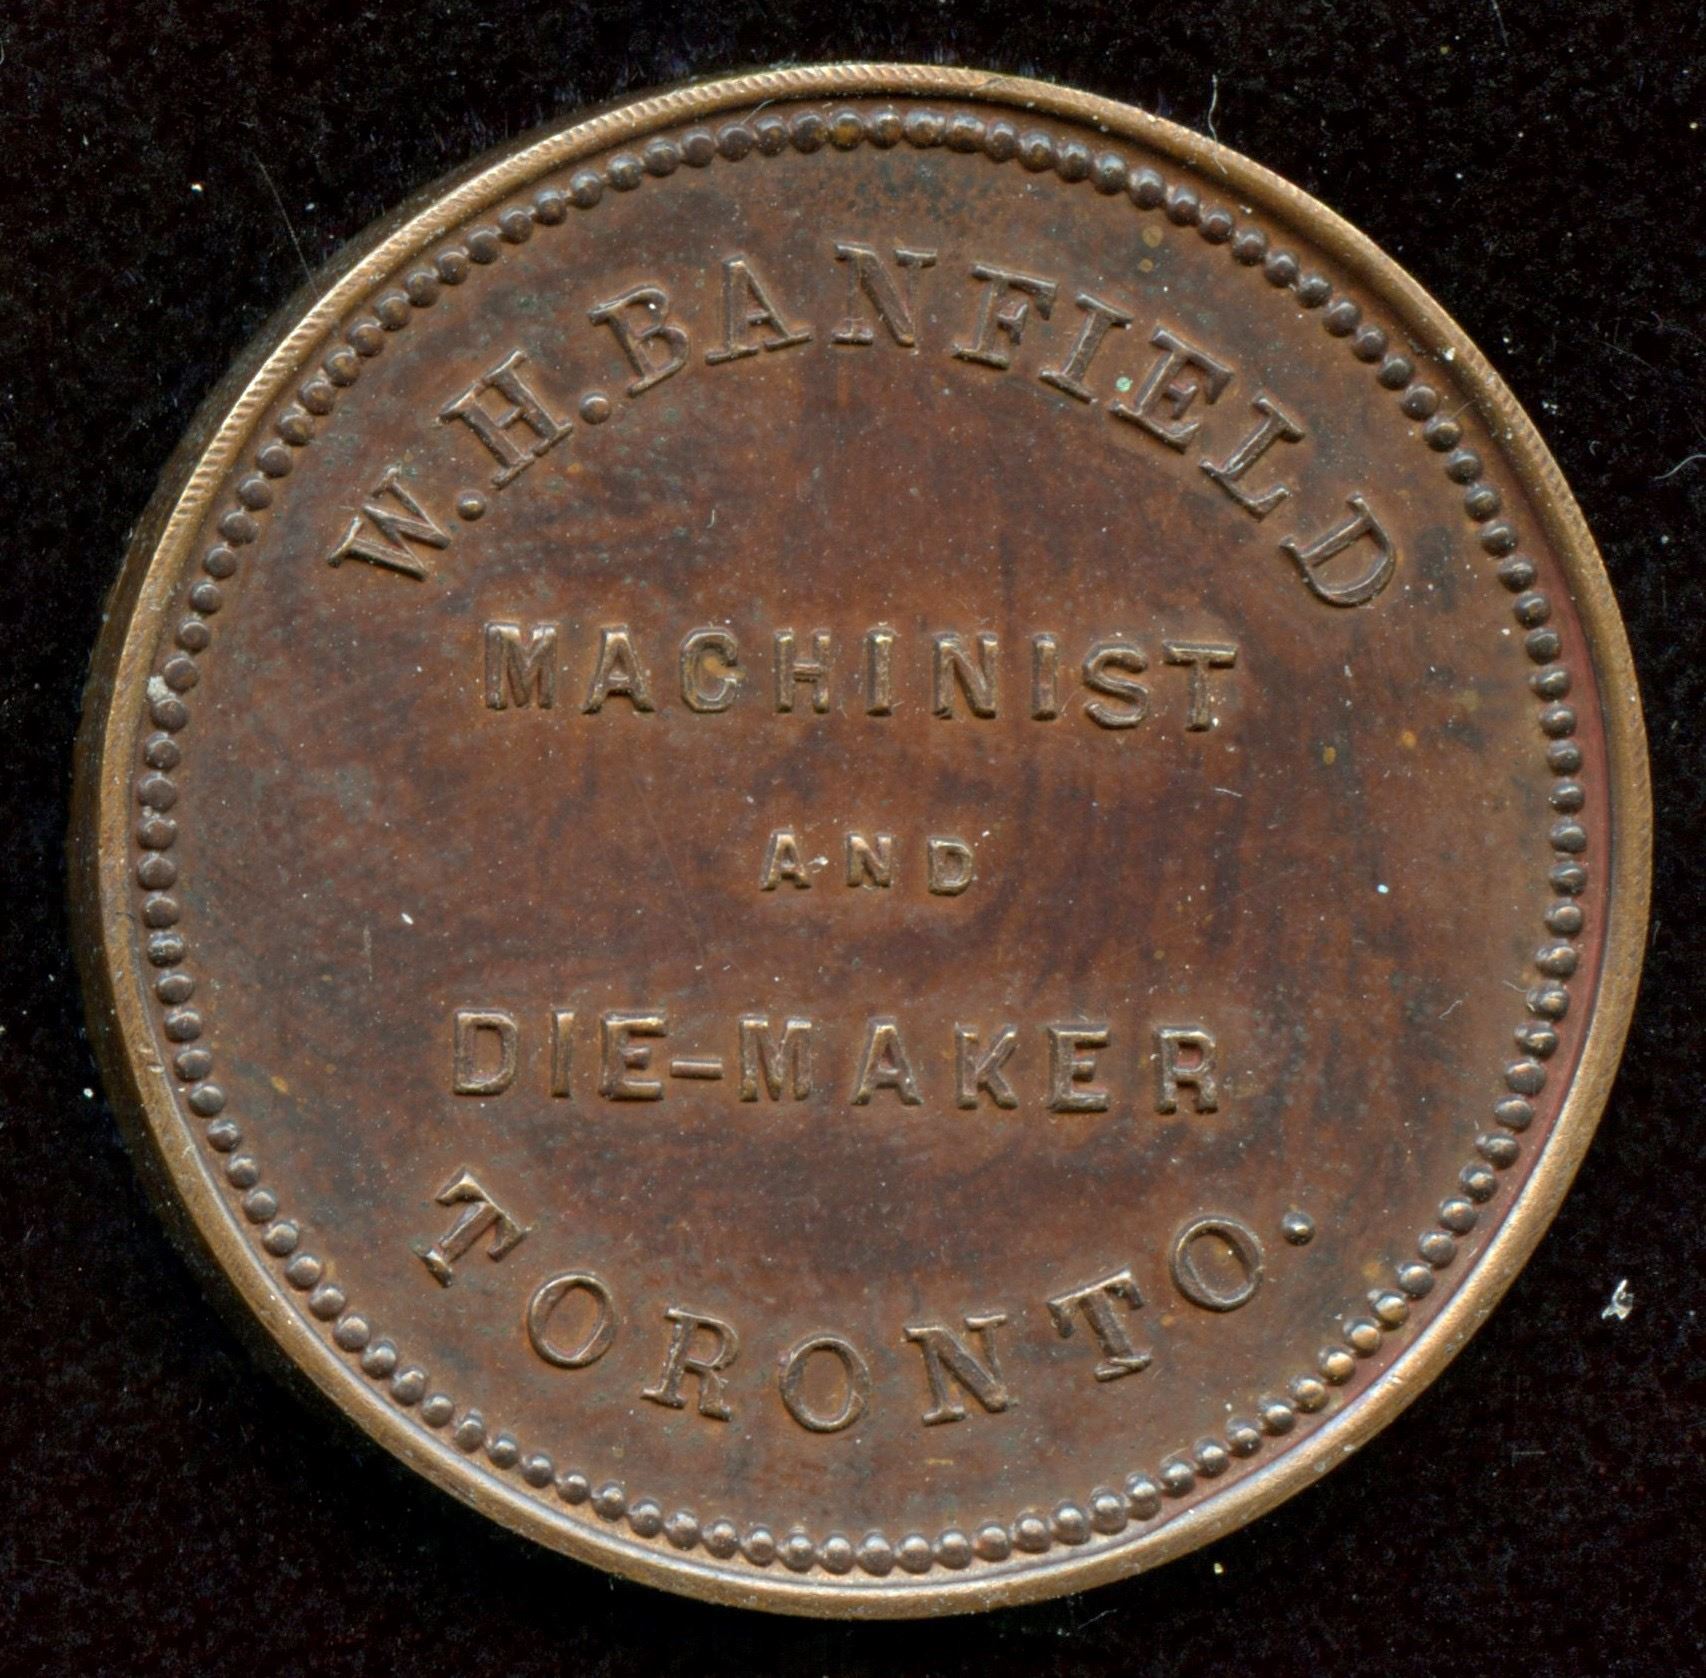 W.H.BANFIELD
MACHINIST
AND
DIE-MAKER
TORONTO.